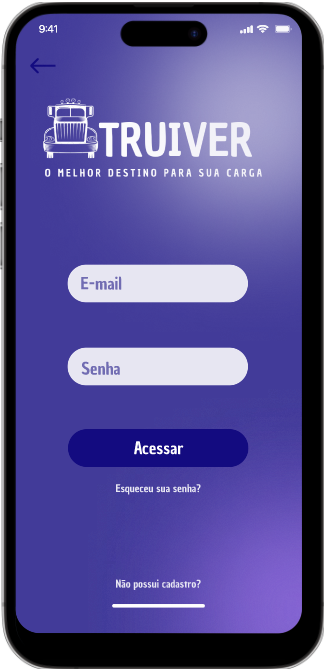 9:41
TRUIVER
O MELHOR DESTINO PARA SUA CARGA
E-mail
Senha
Acessar
Esqueceu sua senha?
Não possui cadastro?